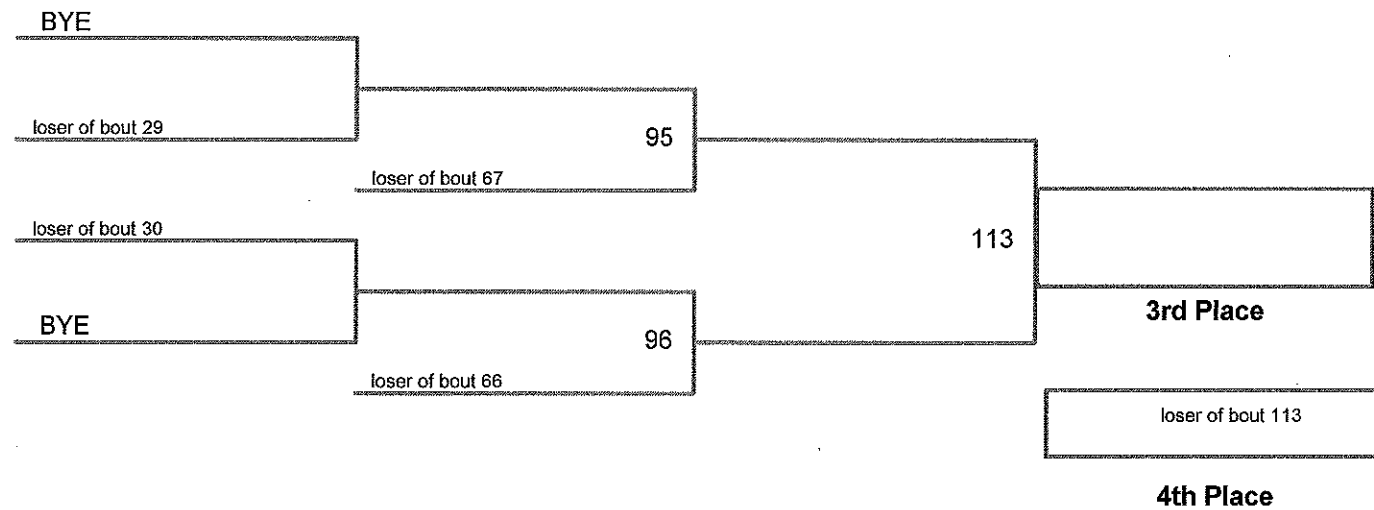 BYE
loser of bout 29
95
loser of bout 67
loser of bout 30
113
BYE
96
3rd Place
loser of bout 66
loser of bout 113
4th Place